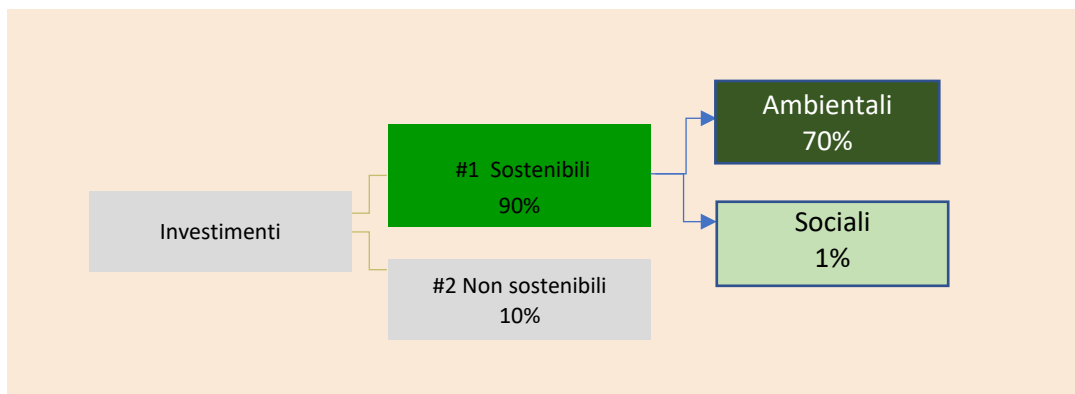 Investimenti
#1 Sostenibili
90%
#2 Non sostenibili
10%
Ambientali
70%
Sociali
1%